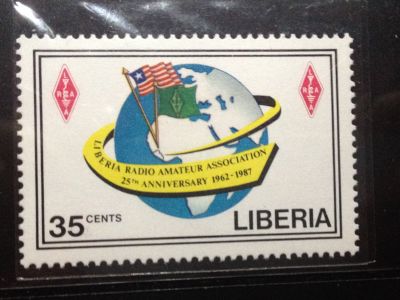 L
R A
A
L
R A
A
LIBERIA RADIO AMATEUR ASSOCIATION
25TH ANNIVERSARY 1962-1987
35 CENTS
LIBERIA